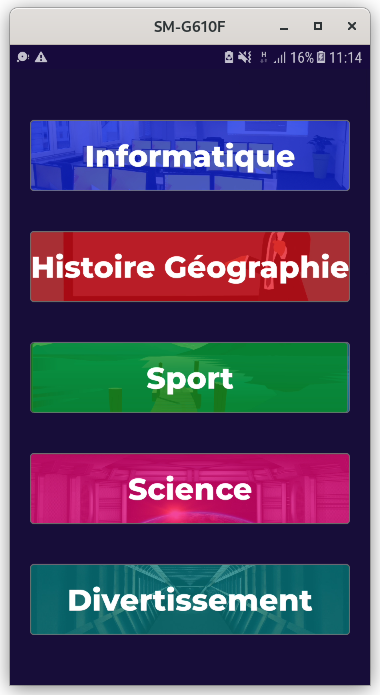 SM-G610F
16% 11:14
Informatique
Histoire Géographie
Sport
Science
Divertissement